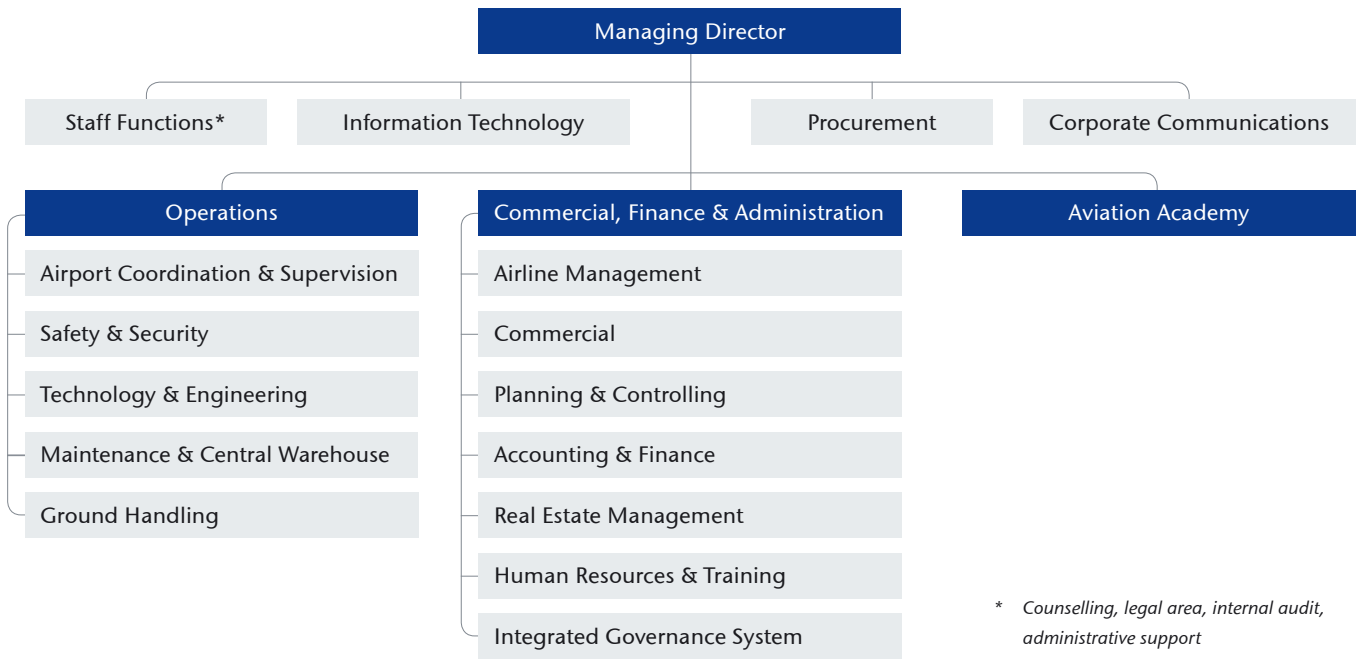 Managing Director
Staff Functions*
Information Technology
Procurement
Corporate Communications
Operations
Airport Coordination & Supervision
Safety & Security
Technology & Engineering
Maintenance & Central Warehouse
Ground Handling
Commercial, Finance & Administration
Airline Management
Commercial
Planning & Controlling
Accounting & Finance
Real Estate Management
Human Resources & Training
Integrated Governance System
Aviation Academy
* Counselling, legal area, internal audit,
administrative support